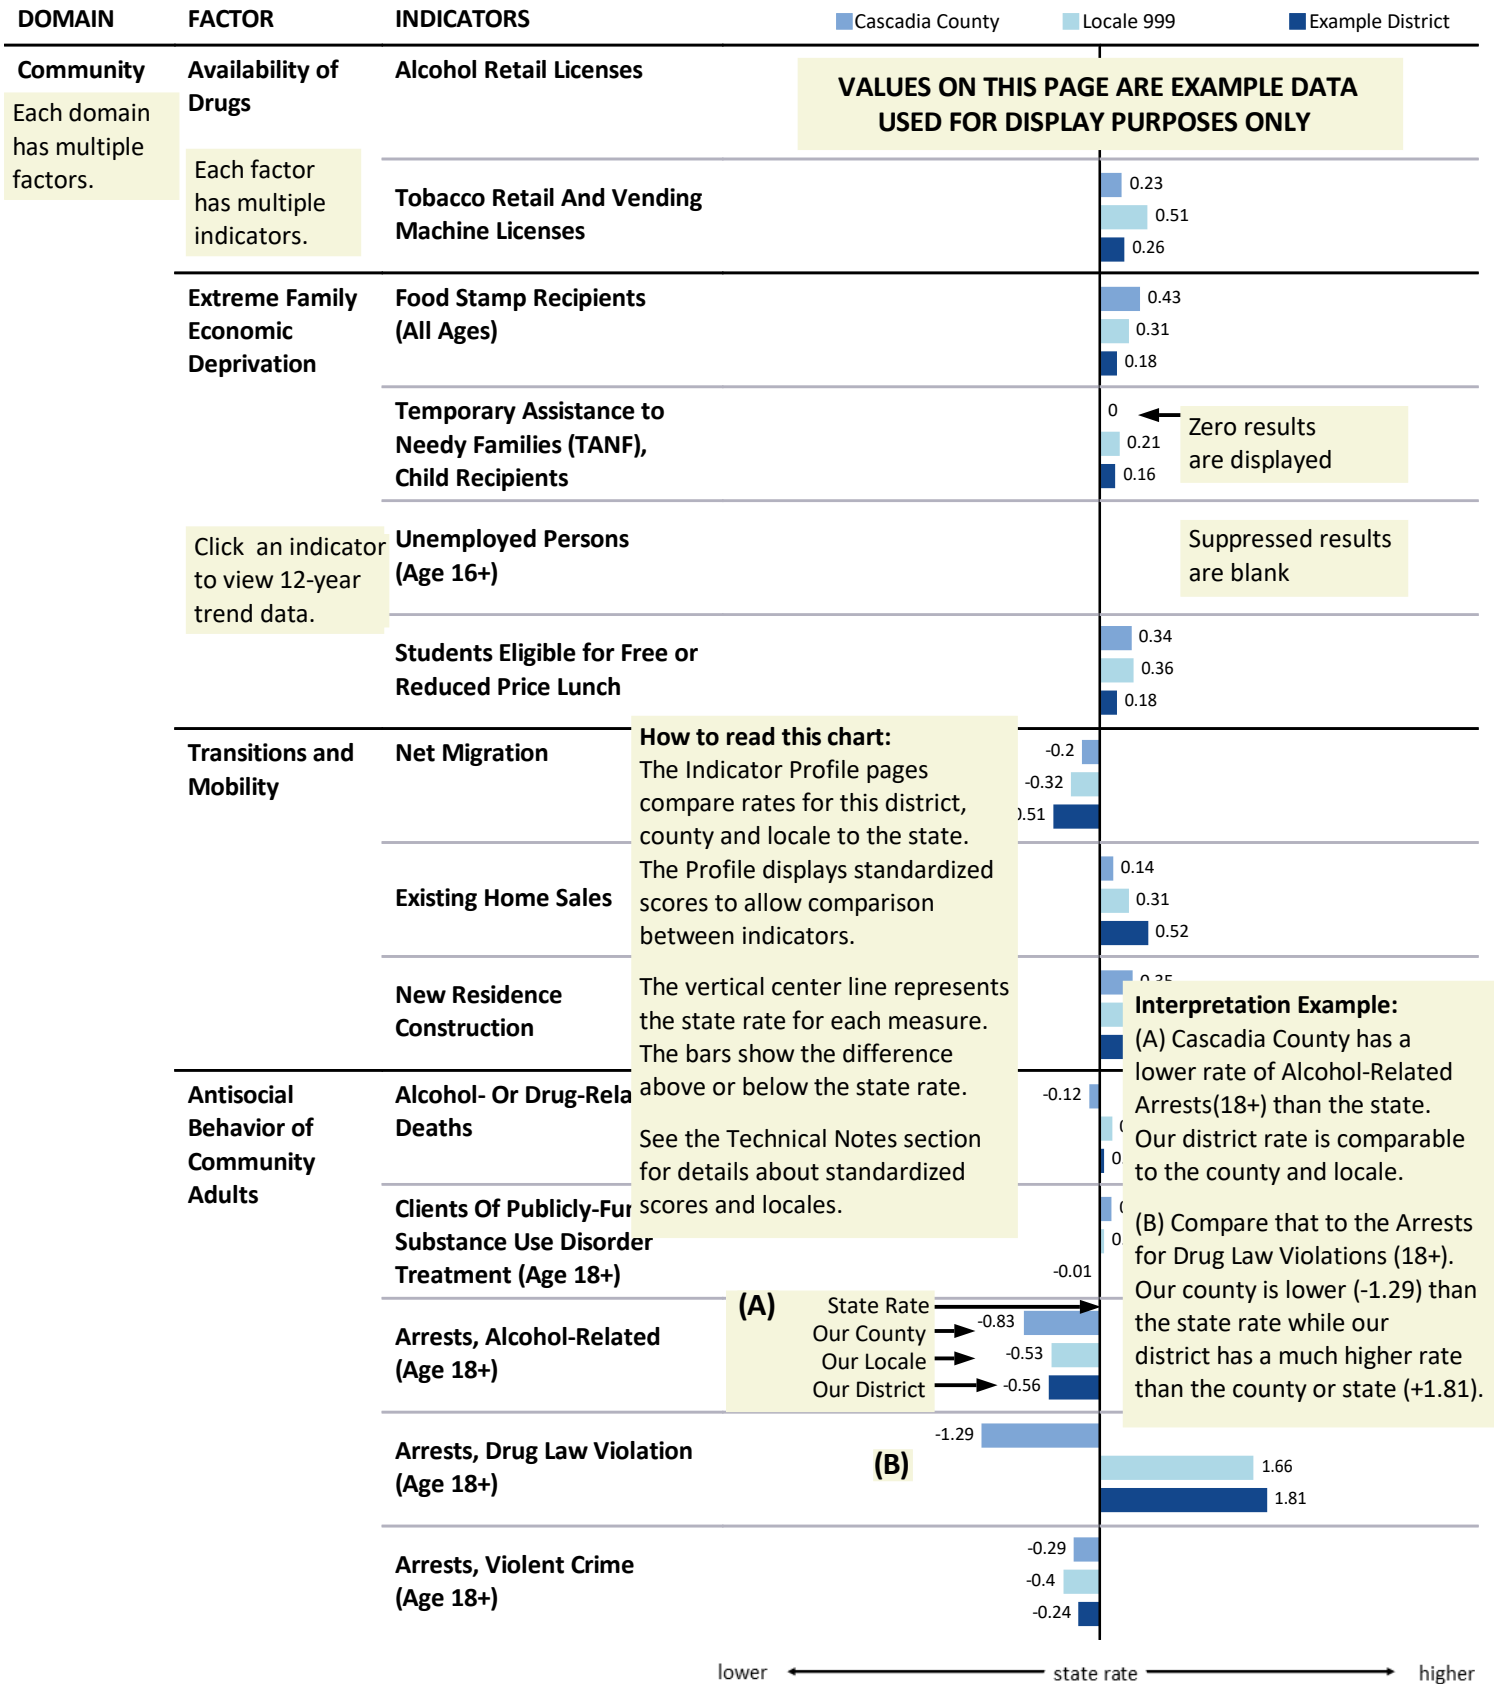 DOMAIN FACTOR INDICATORS Cascadia County Locale 999 Example District
Community
Each domain
has multiple
factors.
Availability of
Drugs
Each factor
has multiple
indicators.
Alcohol Retail Licenses
VALUES ON THIS PAGE ARE EXAMPLE DATA
USED FOR DISPLAY PURPOSES ONLY
Tobacco Retail And Vending
Machine Licenses
0.23
0.51
0.26
Extreme Family
Economic
Deprivation
Food Stamp Recipients
(All Ages)
0.43
0.31
0.18
Temporary Assistance to
Needy Families (TANF),
Child Recipients
0
0.21
0.16
Zero results
are displayed
Click an indicator
to view 12-year
trend data.
Unemployed Persons
(Age 16+)
Suppressed results
are blank
Students Eligible for Free or
Reduced Price Lunch
0.34
0.36
0.18
Transitions and
Mobility
Net Migration
-0.2
-0.32
.51
How to read this chart:
The Indicator Profile pages
compare rates for this district,
county and locale to the state.
The Profile displays standardized
scores to allow comparison
between indicators.
The vertical center line represents
the state rate for each measure.
The bars show the difference
above or below the state rate.
See the Technical Notes section
for details about standardized
scores and locales.
Existing Home Sales
0.14
0.31
0.52
New Residence
Construction
Interpretation Example:
(A) Cascadia County has a
lower rate of Alcohol-Related
Arrests(18+) than the state.
Our district rate is comparable
to the county and locale.
(B) Compare that to the Arrests
for Drug Law Violations (18+).
Our county is lower (-1.29) than
the state rate while our
district has a much higher rate
than the county or state (+1.81).
Antisocial
Behavior of
Community
Adults
Alcohol- Or Drug-Rela
Deaths
-0.12
0.
Clients Of Publicly-Fu
Substance Use Disorder
Treatment (Age 18+)
0.
-0.01
Arrests, Alcohol-Related
(Age 18+)
(A)
State Rate
Our County
Our Locale
Our District
-0.83
-0.53
-0.56
Arrests, Drug Law Violation
(Age 18+)
(B)
-1.29
1.66
1.81
Arrests, Violent Crime
(Age 18+)
-0.29
-0.4
-0.24
lower state rate higher